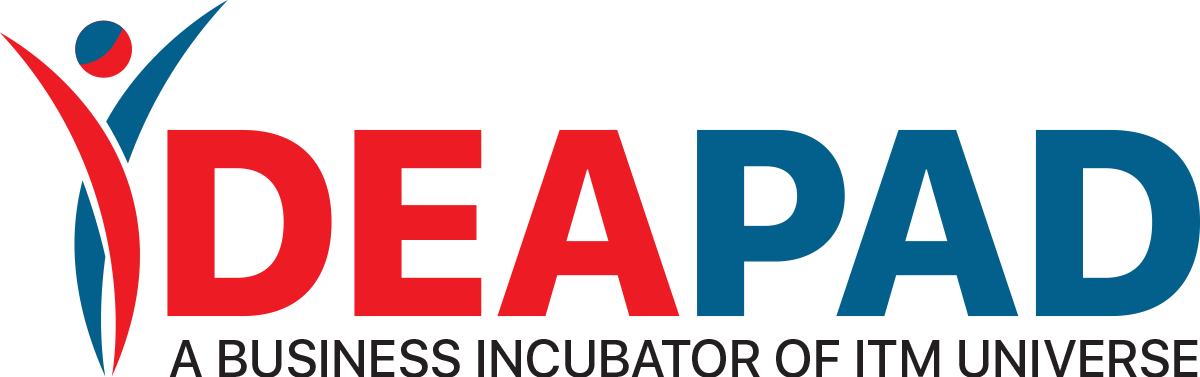 IDEAPAD
A BUSINESS INCUBATOR OF ITM UNIVERSE